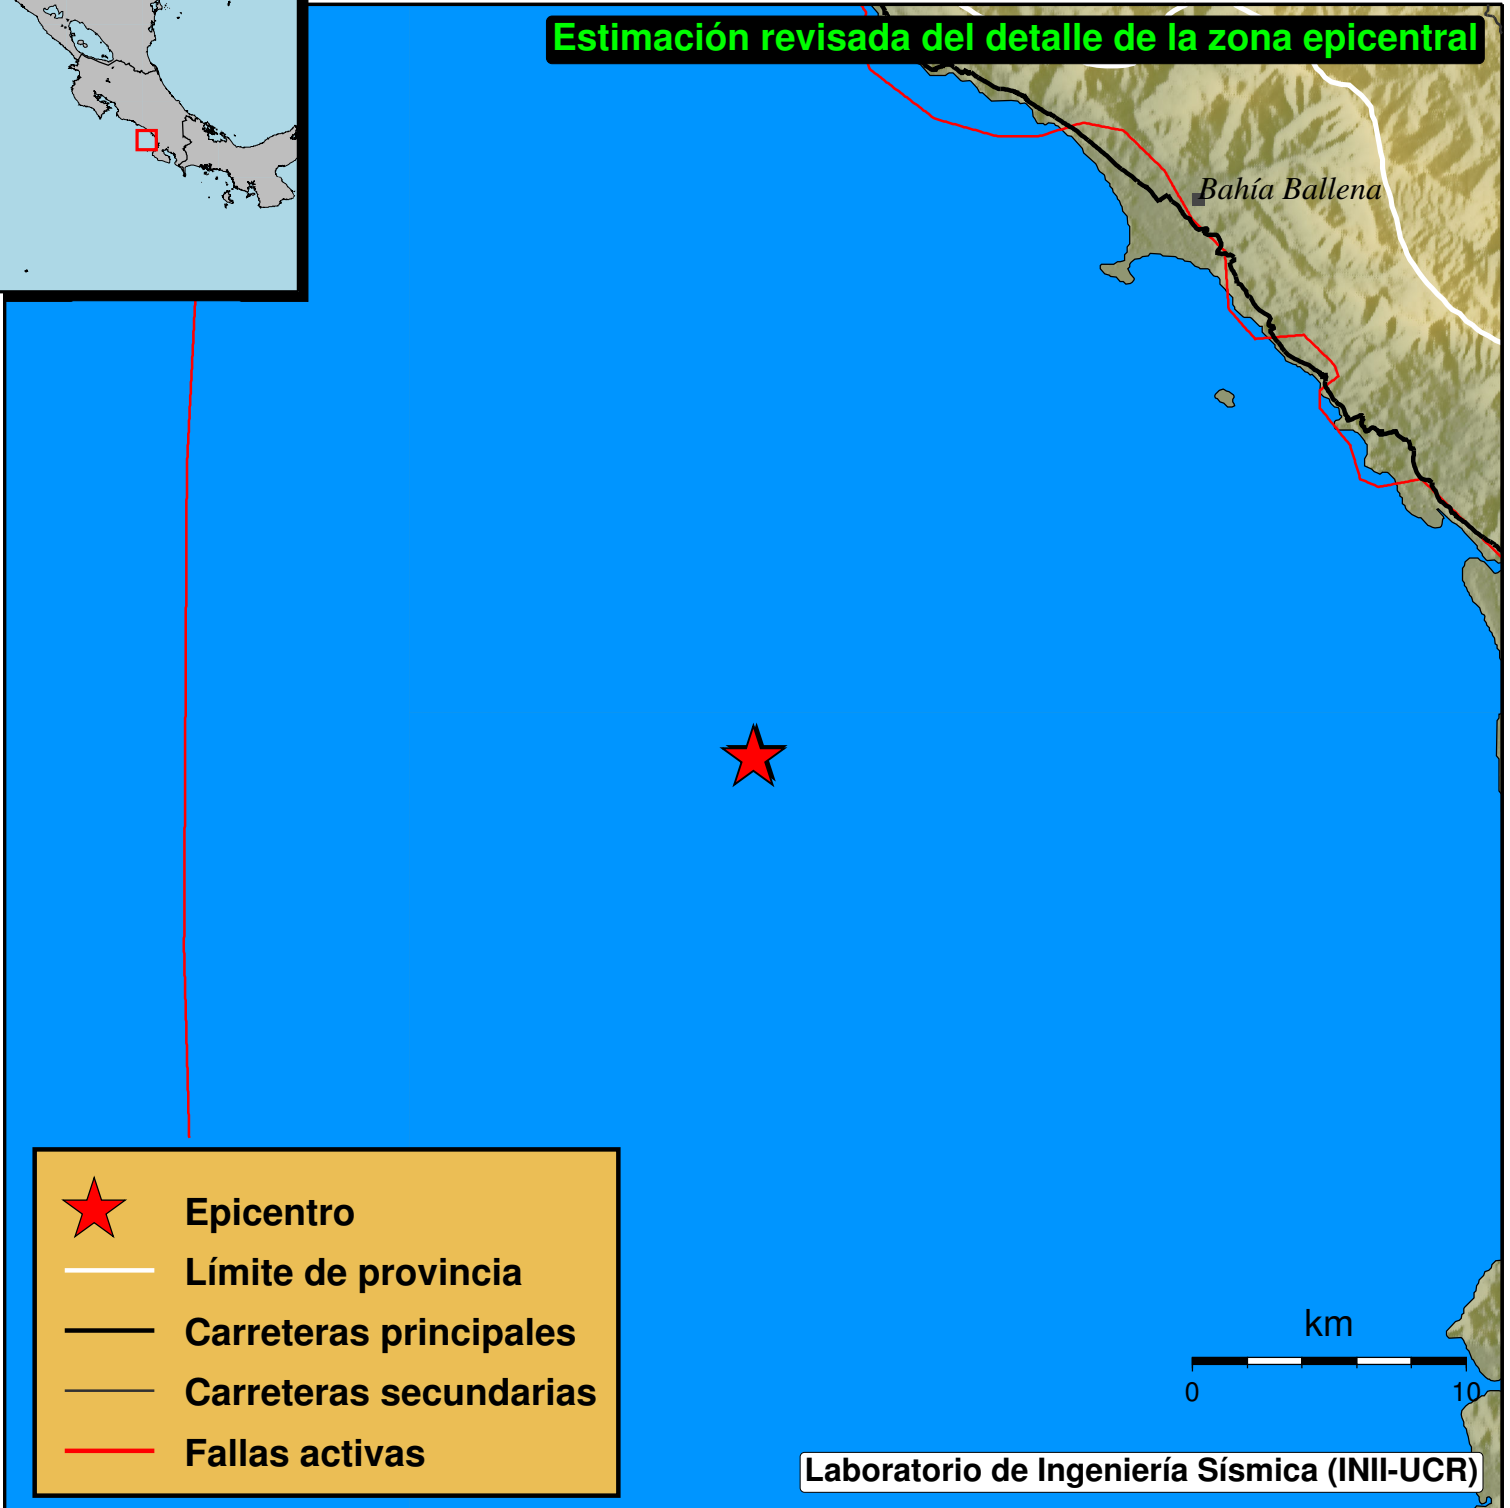 Estimación revisada del detalle de la zona epicentral
Bahía Ballena
Epicentro
Límite de provincia
Carreteras principales
Carreteras secundarias
Fallas activas
km
0 10
Laboratorio de Ingeniería Sísmica (INII-UCR)